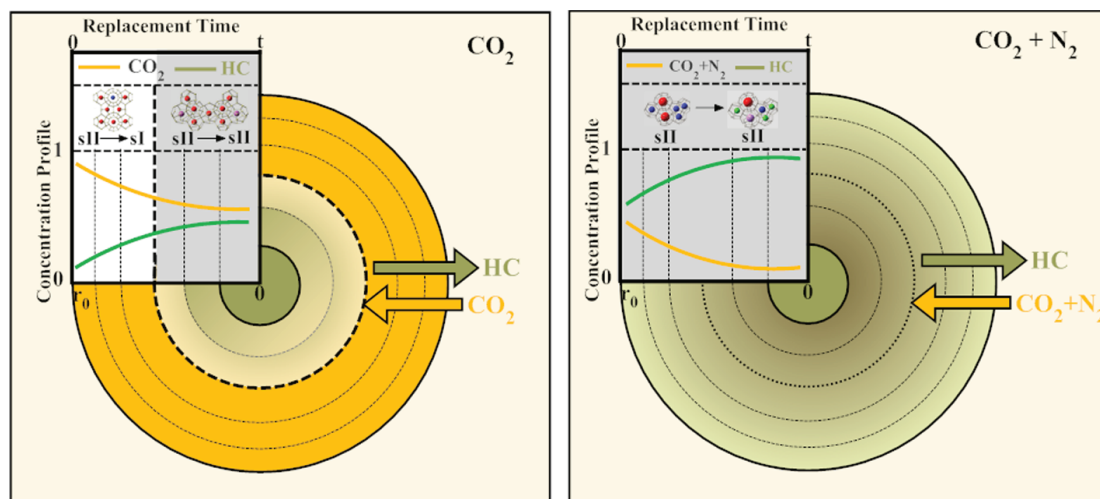 Replacement Time
0 t
CO2
CO2 HC
sII→sI sII→sII
Concentration Profile
1
0
r0
0
HC
CO2
Replacement Time
0 t
CO2 + N2
CO2+N2 HC
sII → sII
Concentration Profile
1
0
r0
0
HC
CO2+N2